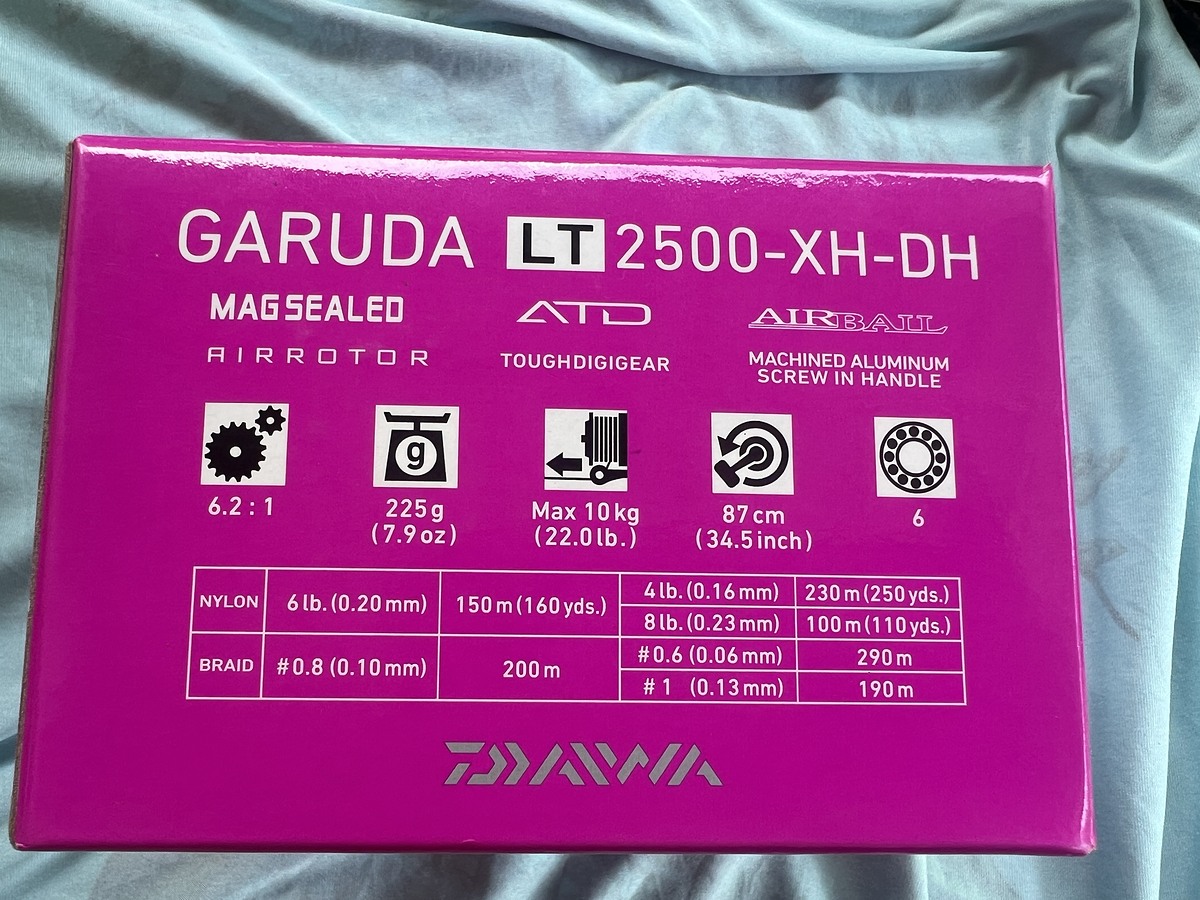 GARUDA LT 2500-XH-DH
MAGSEALED ATD AIRBAIL
AIRROTOR TOUGHDIGIGEAR MACHINED ALUMINUM
SCREW IN HANDLE
g
6.2 : 1 225g Max 10kg 87cm 6
(7.9oz) (22.0lb.) (34.5inch)
NYLON 6lb. (0.20mm) 150m (160yds.) 4lb. (0.16mm) 230m (250yds.)
8lb. (0.23mm) 100m (110yds.)
BRAID #0.8 (0.10mm) 200m #0.6 (0.06mm) 290m
#1 (0.13mm) 190m
DAIWA